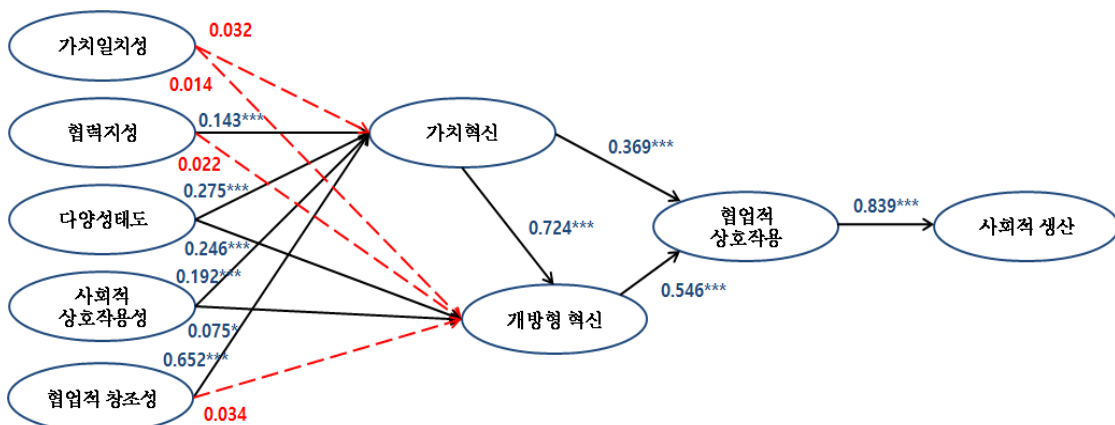 가치일치성
0.032
0.014
협력지성
0.143***
0.022
가치혁신
0.369***
다양성태도
0.275***
0.246***
0.724***
협업적
상호작용
0.839***
사회적 생산
사회적
상호작용성
0.192***
0.075*
개방형 혁신
0.546***
협업적 창조성
0.652***
0.034